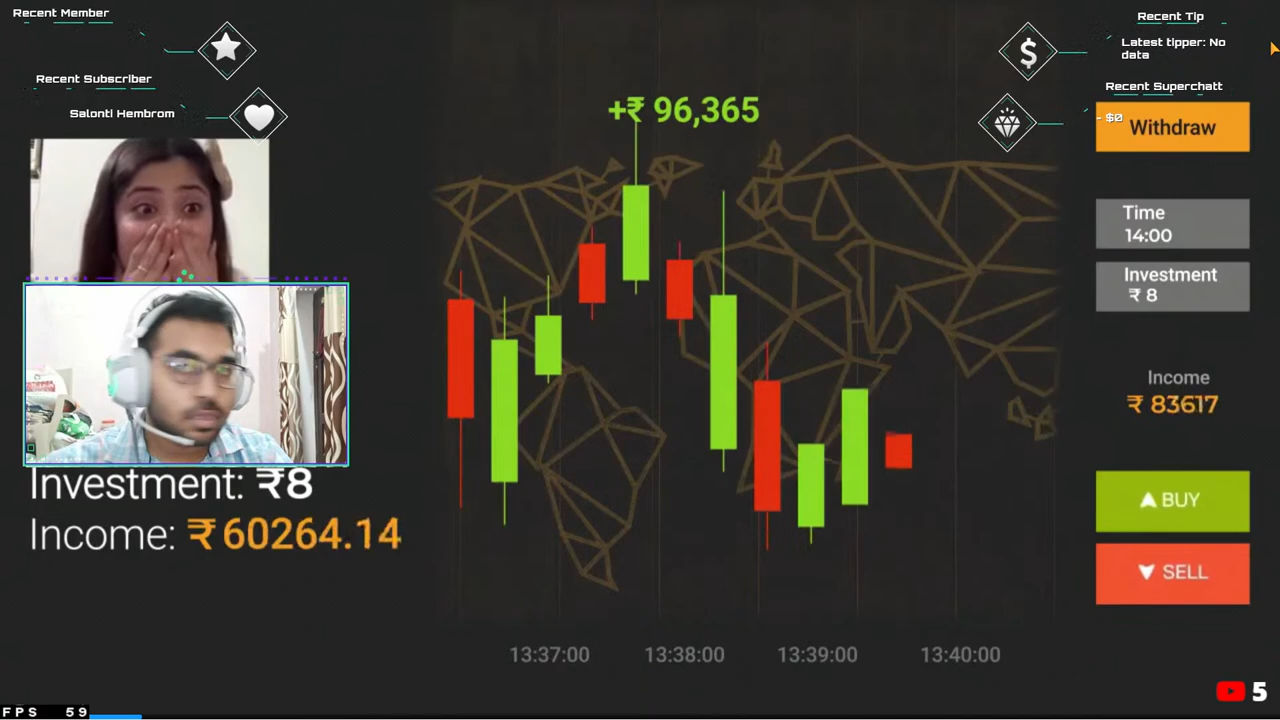 Recent Member
Recent Subscriber
Salonti Hembrom
Recent Tip
Latest tipper: No
data
Recent Superchatt
- $0
Withdraw
+₹ 96,365
Time
14:00
Investment
₹ 8
Income
₹ 83617
BUY
SELL
Investment: ₹8
Income: ₹60264.14
13:37:00 13:38:00 13:39:00 13:40:00
5
FPS 59